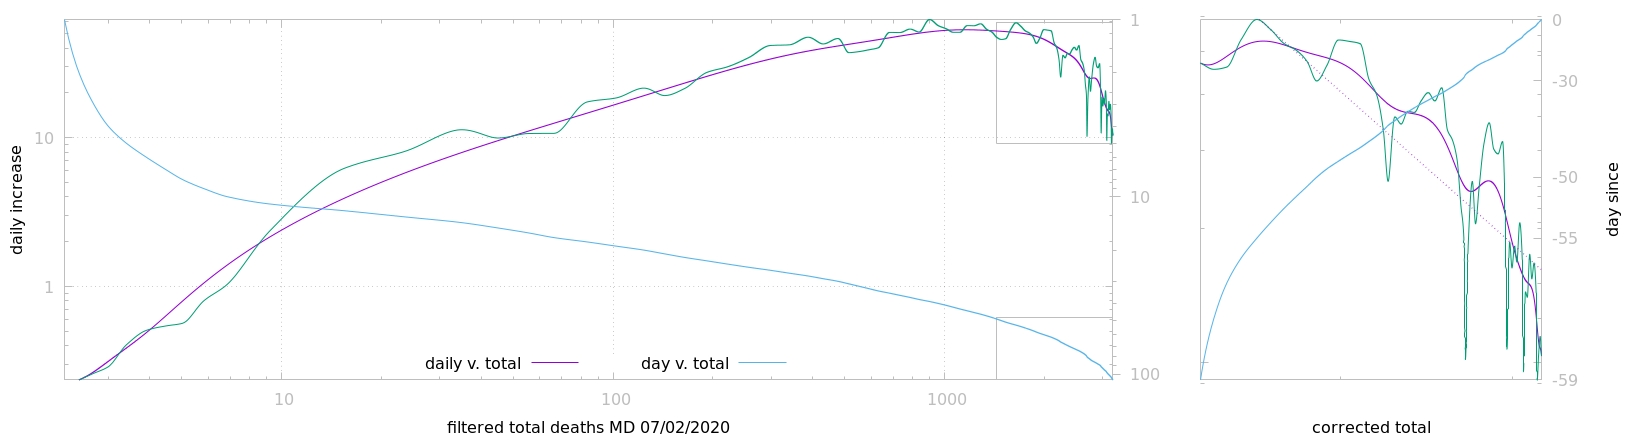 daily increase
10
1
daily v. total
day v. total
10
100
1000
filtered total deaths MD 07/02/2020
1
10
100
0
-30
-50
-55
-59
day since
corrected total